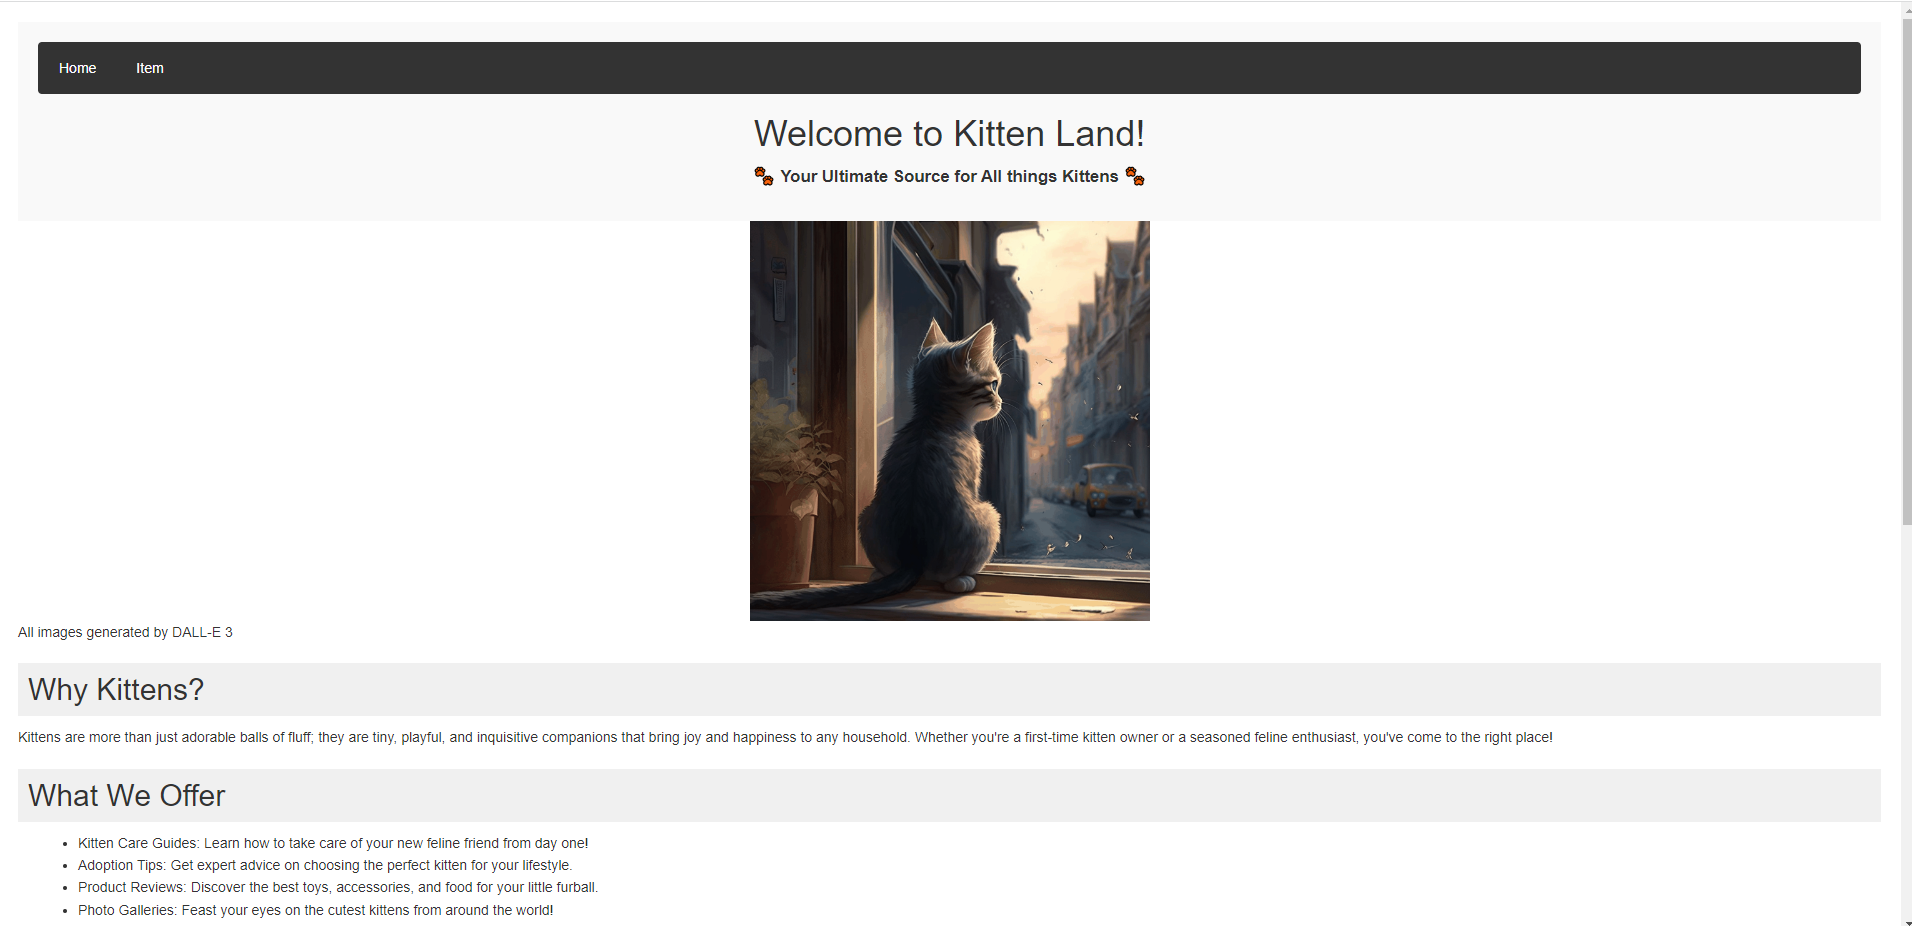 Home Item
Welcome to Kitten Land!
🐾 Your Ultimate Source for All things Kittens 🐾
All images generated by DALL-E 3
Why Kittens?
Kittens are more than just adorable balls of fluff; they are tiny, playful, and inquisitive companions that bring joy and happiness to any household. Whether you're a first-time kitten owner or a seasoned feline enthusiast, you've come to the right place!
What We Offer
• Kitten Care Guides: Learn how to take care of your new feline friend from day one!
• Adoption Tips: Get expert advice on choosing the perfect kitten for your lifestyle.
• Product Reviews: Discover the best toys, accessories, and food for your little furball.
• Photo Galleries: Feast your eyes on the cutest kittens from around the world!